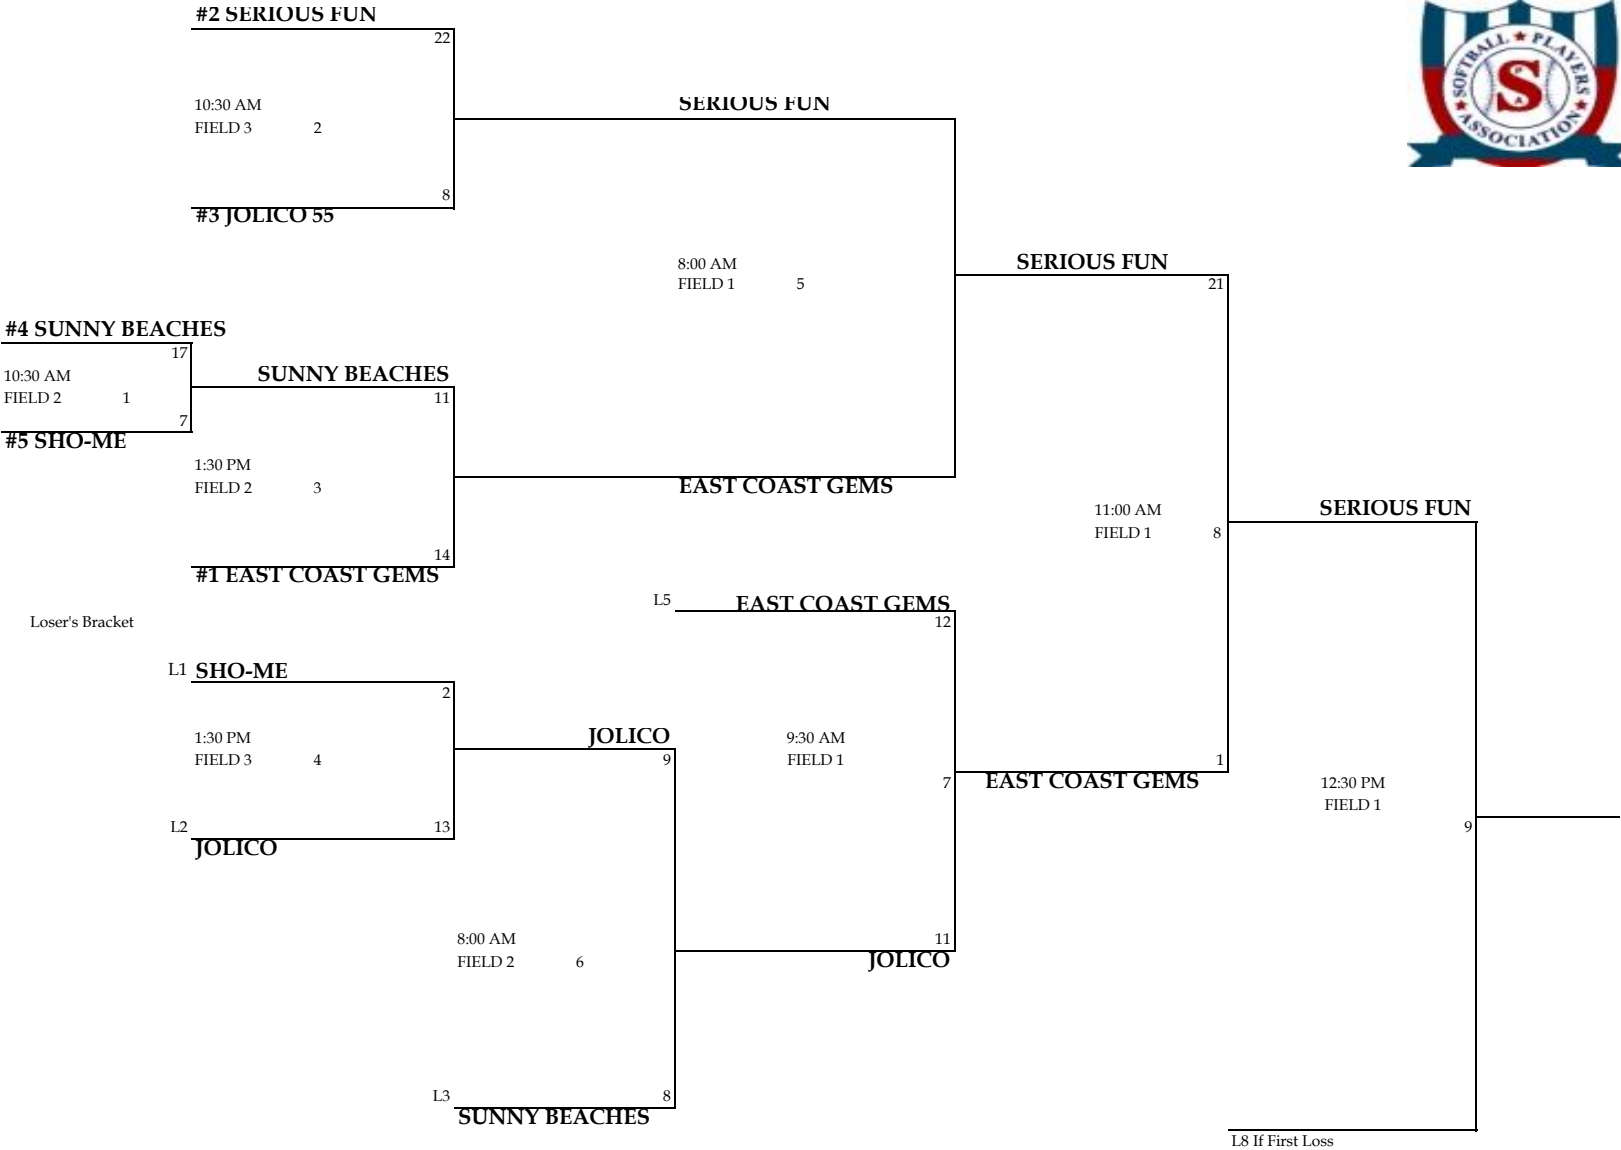 #2 SERIOUS FUN
22
10:30 AM
FIELD 3 2
8
#3 JOLICO 55
SERIOUS FUN
SOFTBALL ★ PLAYERS
S
P
A
★ ASSOCIATION ★
8:00 AM
FIELD 1 5
SERIOUS FUN
21
#4 SUNNY BEACHES
17
10:30 AM
FIELD 2 1
7
#5 SHO-ME
SUNNY BEACHES
11
1:30 PM
FIELD 2 3
14
#1 EAST COAST GEMS
EAST COAST GEMS
11:00 AM
FIELD 1 8
SERIOUS FUN
Loser's Bracket
L5 EAST COAST GEMS
12
L1 SHO-ME
2
1:30 PM
FIELD 3 4
L2 13
JOLICO
JOLICO
9
9:30 AM
FIELD 1
7
1
EAST COAST GEMS
12:30 PM
FIELD 1
9
8:00 AM
FIELD 2 6
11
JOLICO
L3 8
SUNNY BEACHES
L8 If First Loss